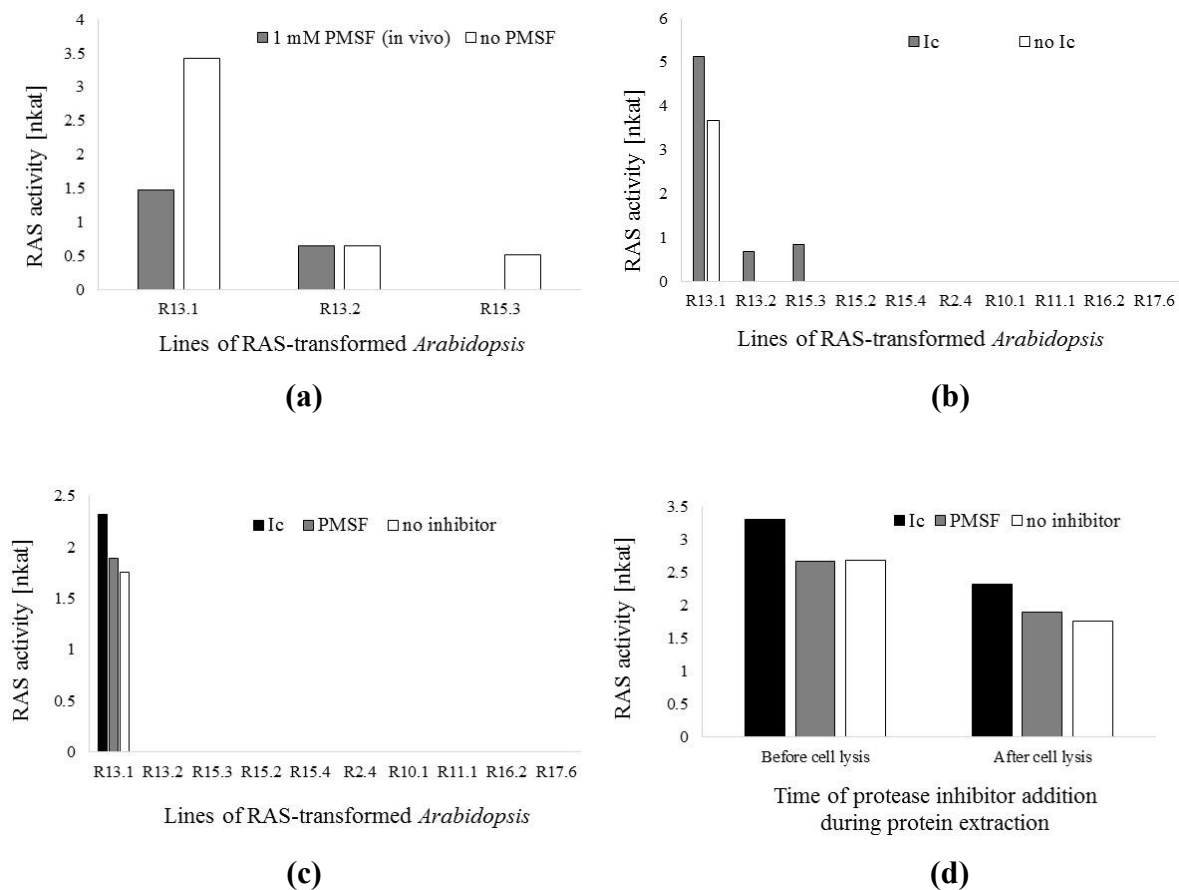 1 mM PMSF (in vivo) no PMSF
RAS activity [nkat]
4
3.5
3
2.5
2
1.5
1
0.5
0
R13.1 R13.2 R15.3
Lines of RAS-transformed Arabidopsis
(a)
Ic no Ic
RAS activity [nkat]
6
5
4
3
2
1
0
R13.1 R13.2 R15.3 R15.2 R15.4 R2.4 R10.1 R11.1 R16.2 R17.6
Lines of RAS-transformed Arabidopsis
(b)
Ic PMSF no inhibitor
RAS activity [nkat]
2.5
2
1.5
1
0.5
0
R13.1 R13.2 R15.3 R15.2 R15.4 R2.4 R10.1 R11.1 R16.2 R17.6
Lines of RAS-transformed Arabidopsis
(c)
Ic PMSF no inhibitor
RAS activity [nkat]
3.5
3
2.5
2
1.5
1
0.5
0
Before cell lysis After cell lysis
Time of protease inhibitor addition
during protein extraction
(d)